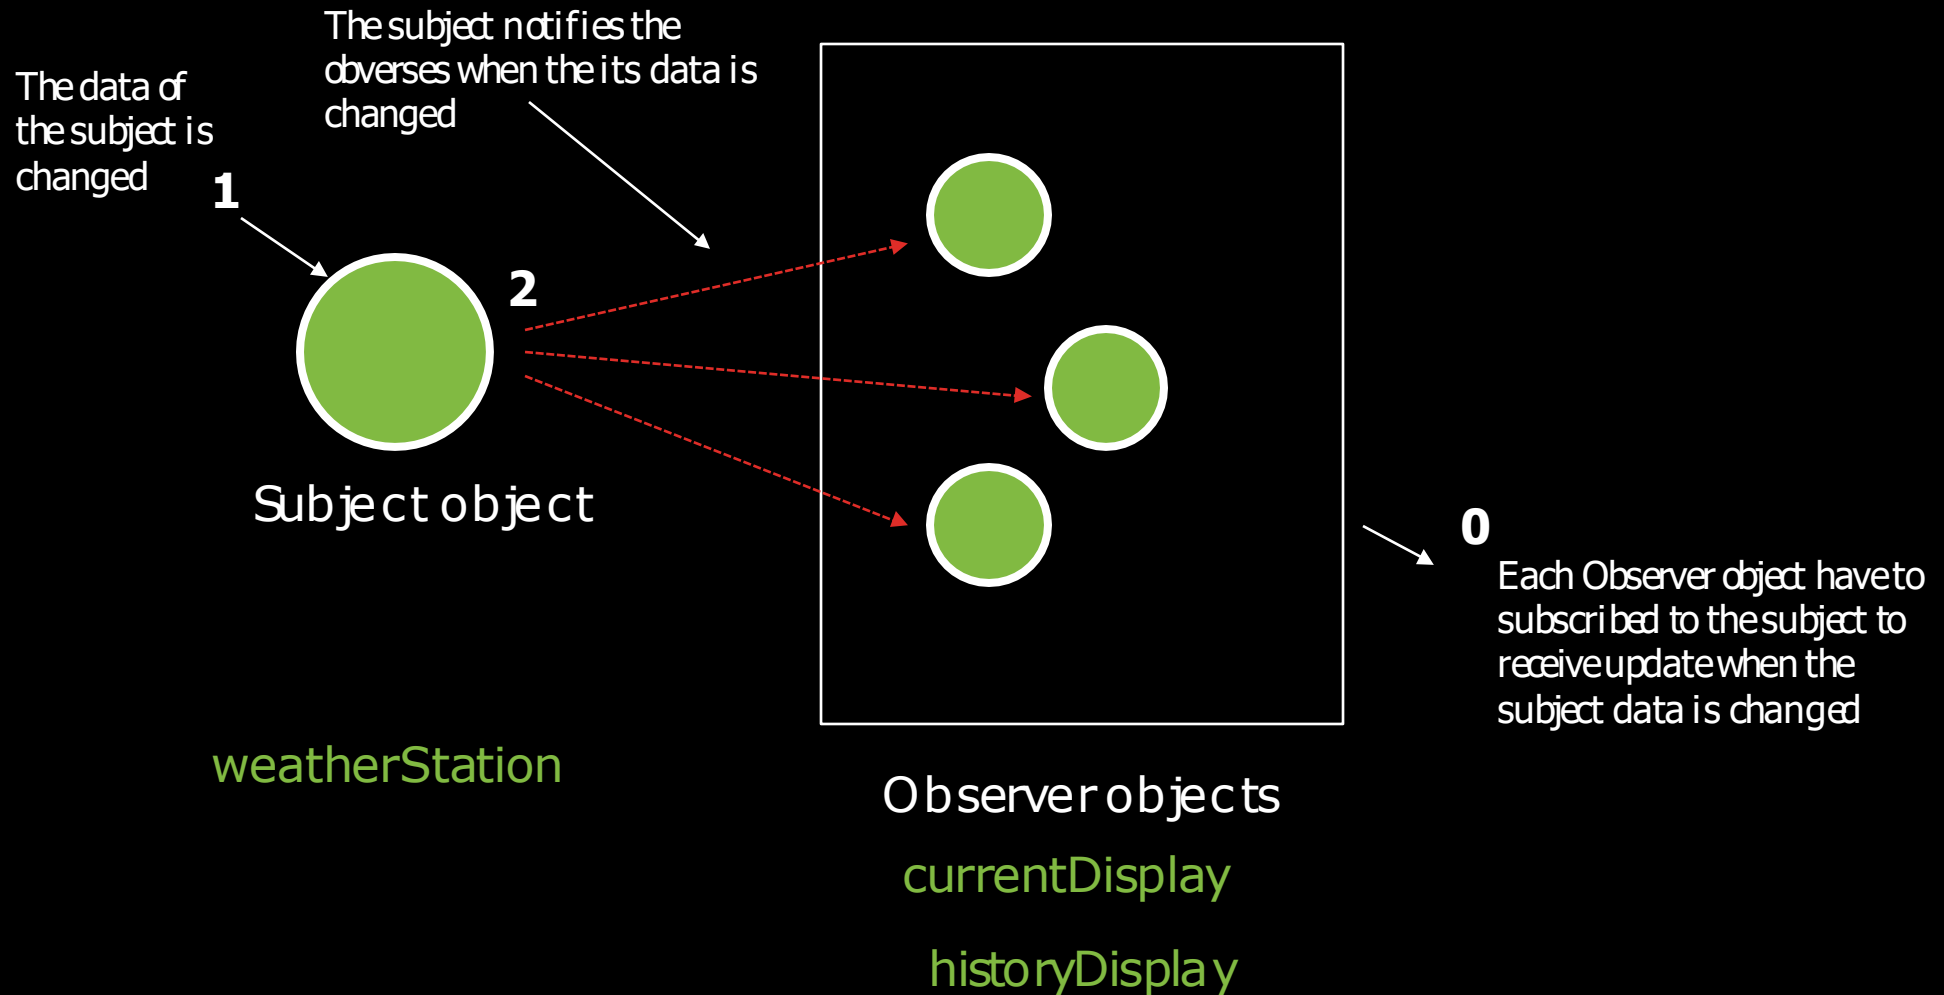 The data of
the subject is
changed
1
The subject notifies the
obverses when the its data is
changed
2
Subject object
weatherStation
Observer objects
currentDisplay
historyDisplay
0
Each Observer object have to
subscribed to the subject to
receive update when the
subject data is changed